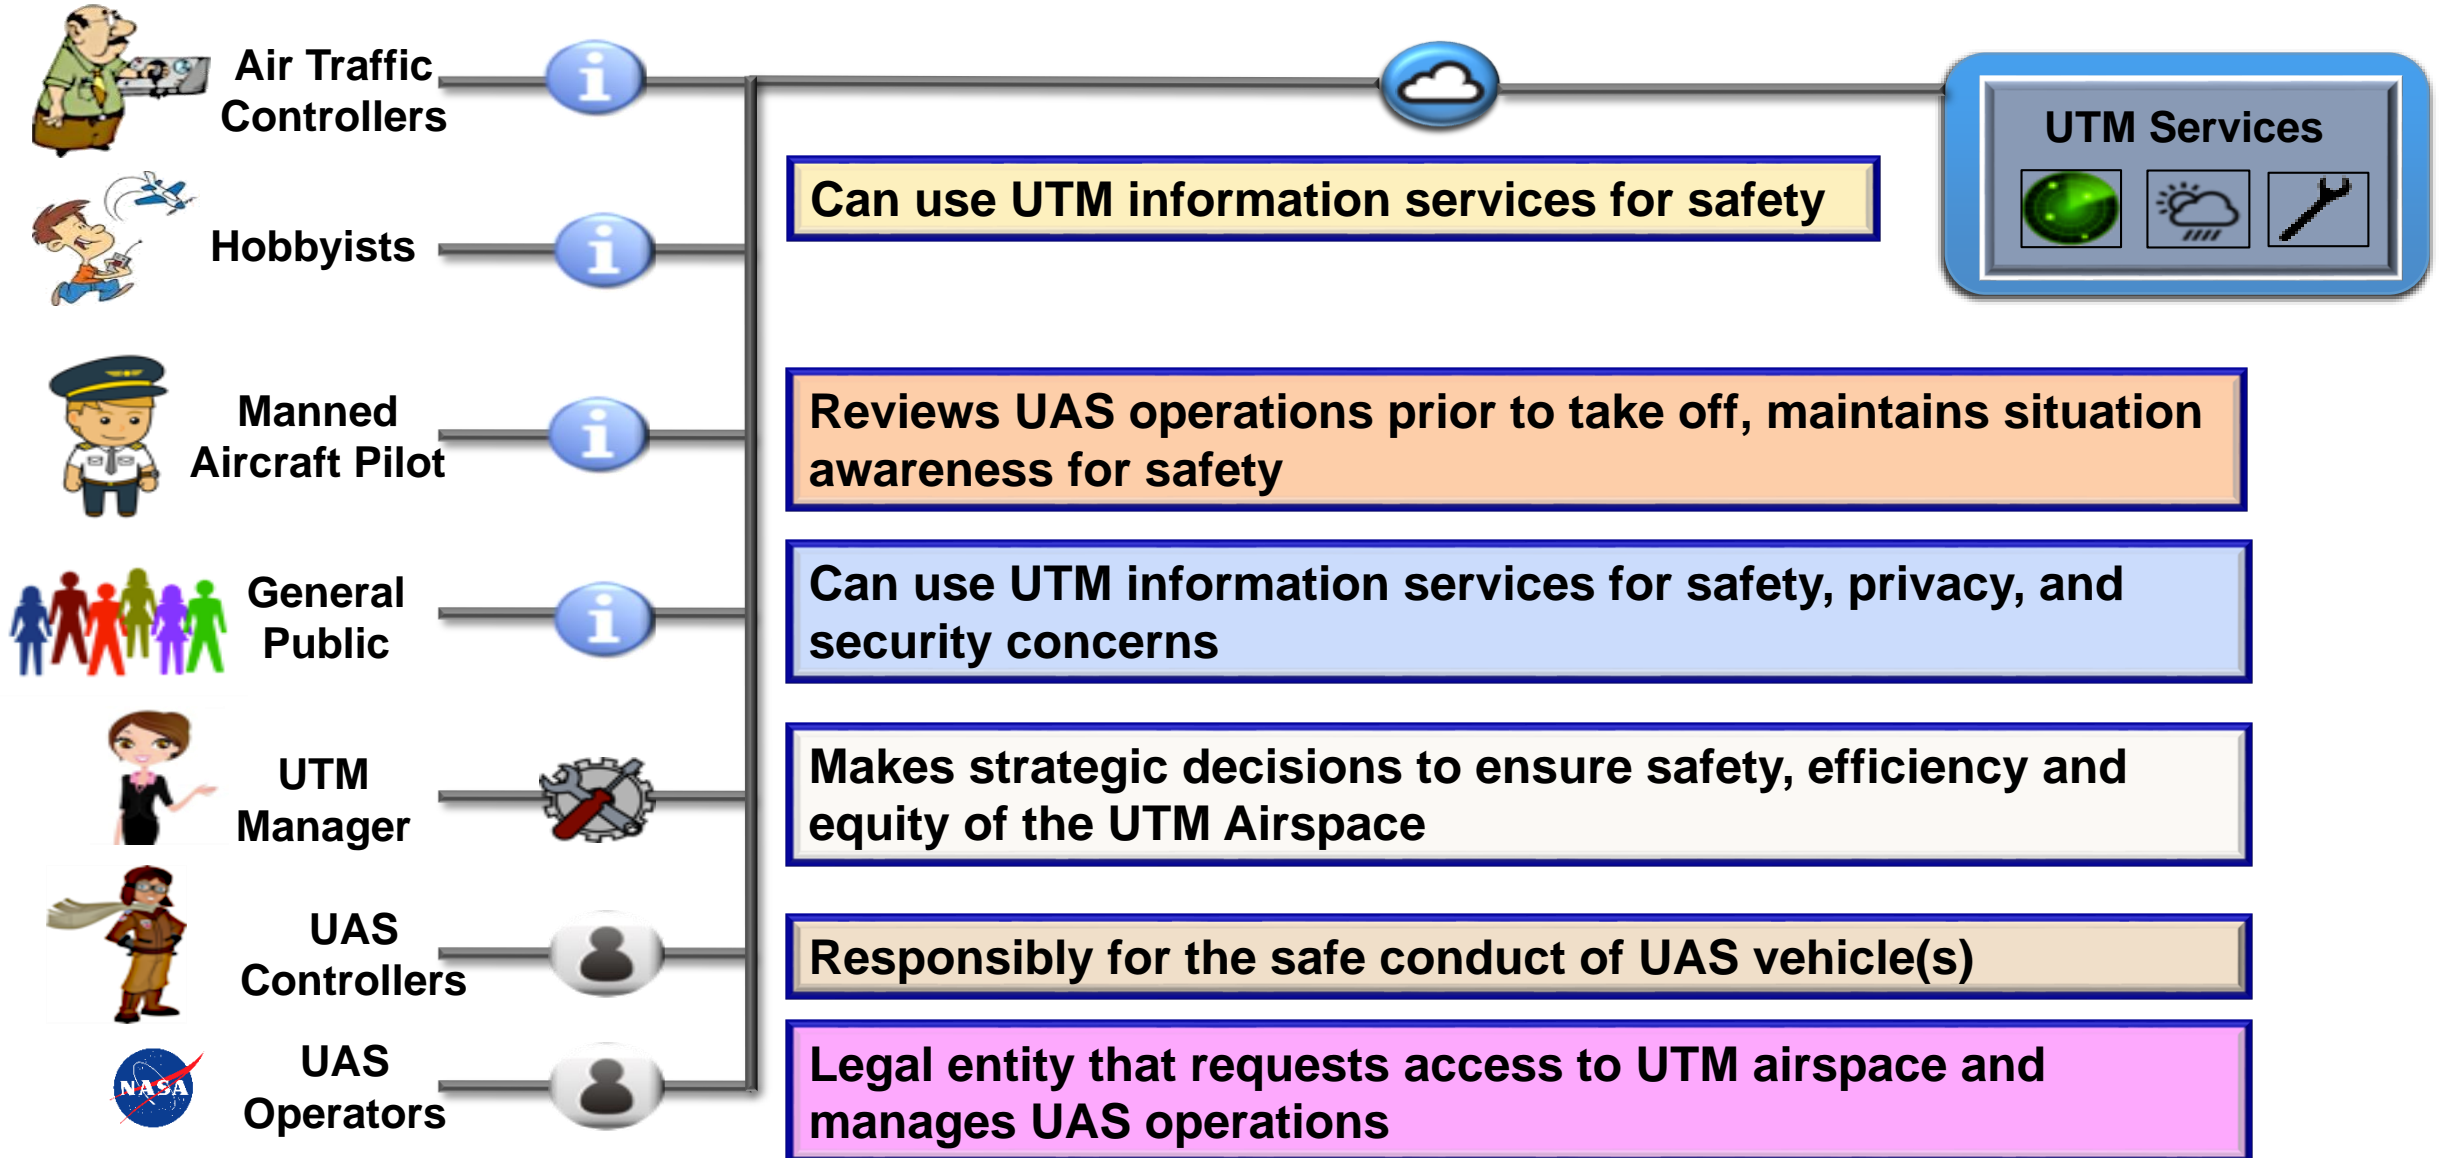 Air Traffic
Controllers
UTM Services
Can use UTM information services for safety
Hobbyists
Manned
Aircraft Pilot
Reviews UAS operations prior to take off, maintains situation
awareness for safety
General
Public
Can use UTM information services for safety, privacy, and
security concerns
UTM
Manager
Makes strategic decisions to ensure safety, efficiency and
equity of the UTM Airspace
UAS
Controllers
Responsibly for the safe conduct of UAS vehicle(s)
NASA
UAS
Operators
Legal entity that requests access to UTM airspace and
manages UAS operations